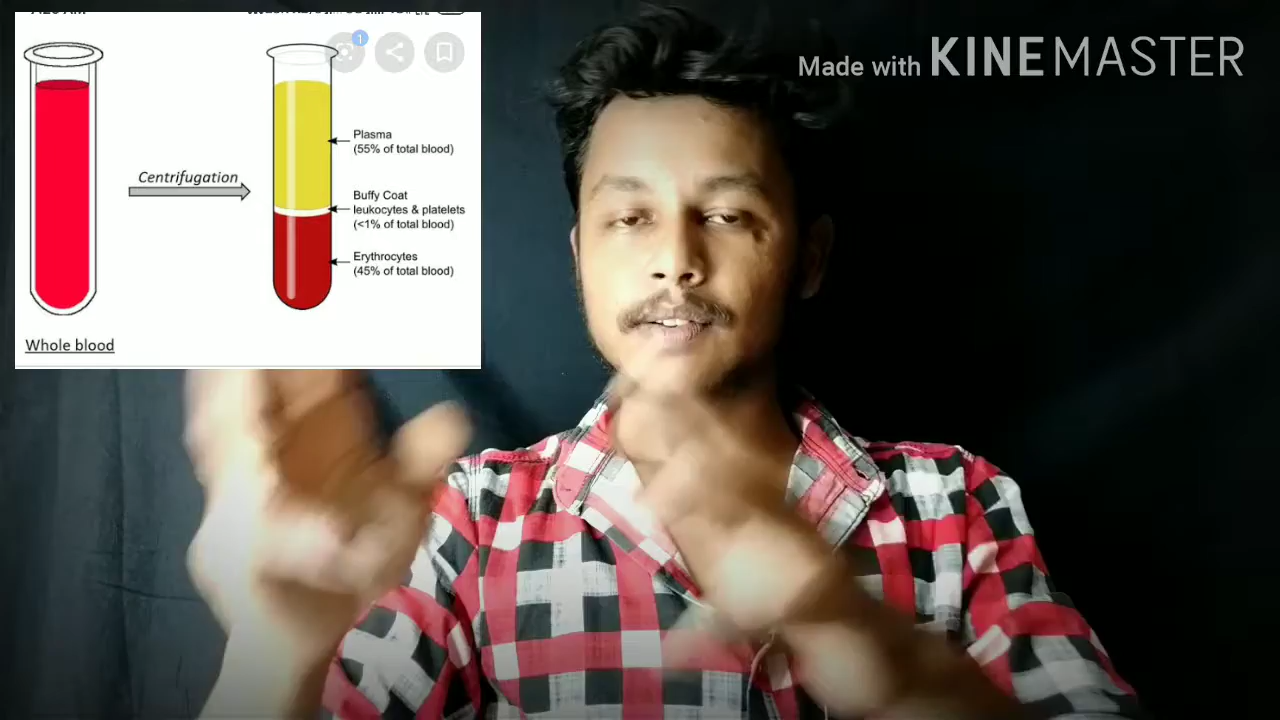 1
Made with KINEMASTER
Plasma
(55% of total blood)
Centrifugation
Buffy Coat
leukocytes & platelets
(<1% of total blood)
Erythrocytes
(45% of total blood)
Whole blood